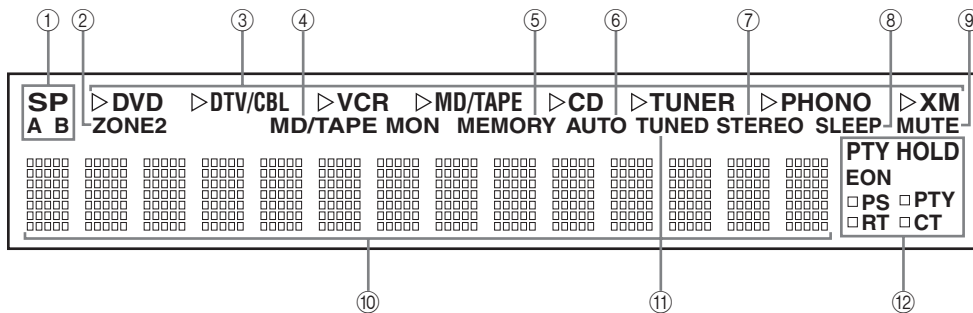 ① ② ③ ④ ⑤ ⑥ ⑦ ⑧ ⑨
SP ▷DVD ▷DTV/CBL ▷VCR ▷MD/TAPE ▷CD ▷TUNER ▷PHONO ▷XM
A B ZONE2 MD/TAPE MON MEMORY AUTO TUNED STEREO SLEEP MUTE
PTY HOLD
EON
PS PTY
RT CT
⑩ ⑪ ⑫